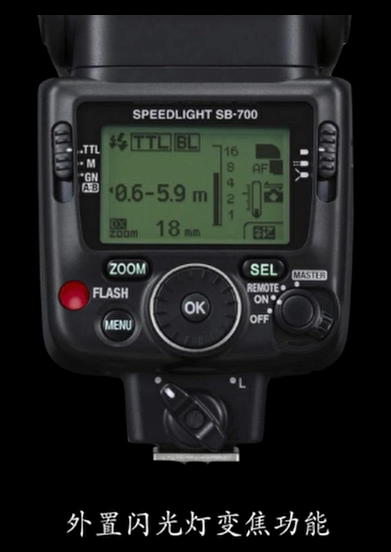 SPEEDLIGHT SB-700
TTL BL
TTL
M
GN
A:B
16
8
4
2
1
AF
0.6-5.9 m
DX
ZOOM 18 mm
ZOOM
SEL
MASTER
REMOTE
ON
OFF
FLASH
OK
MENU
L
外置闪光灯变焦功能